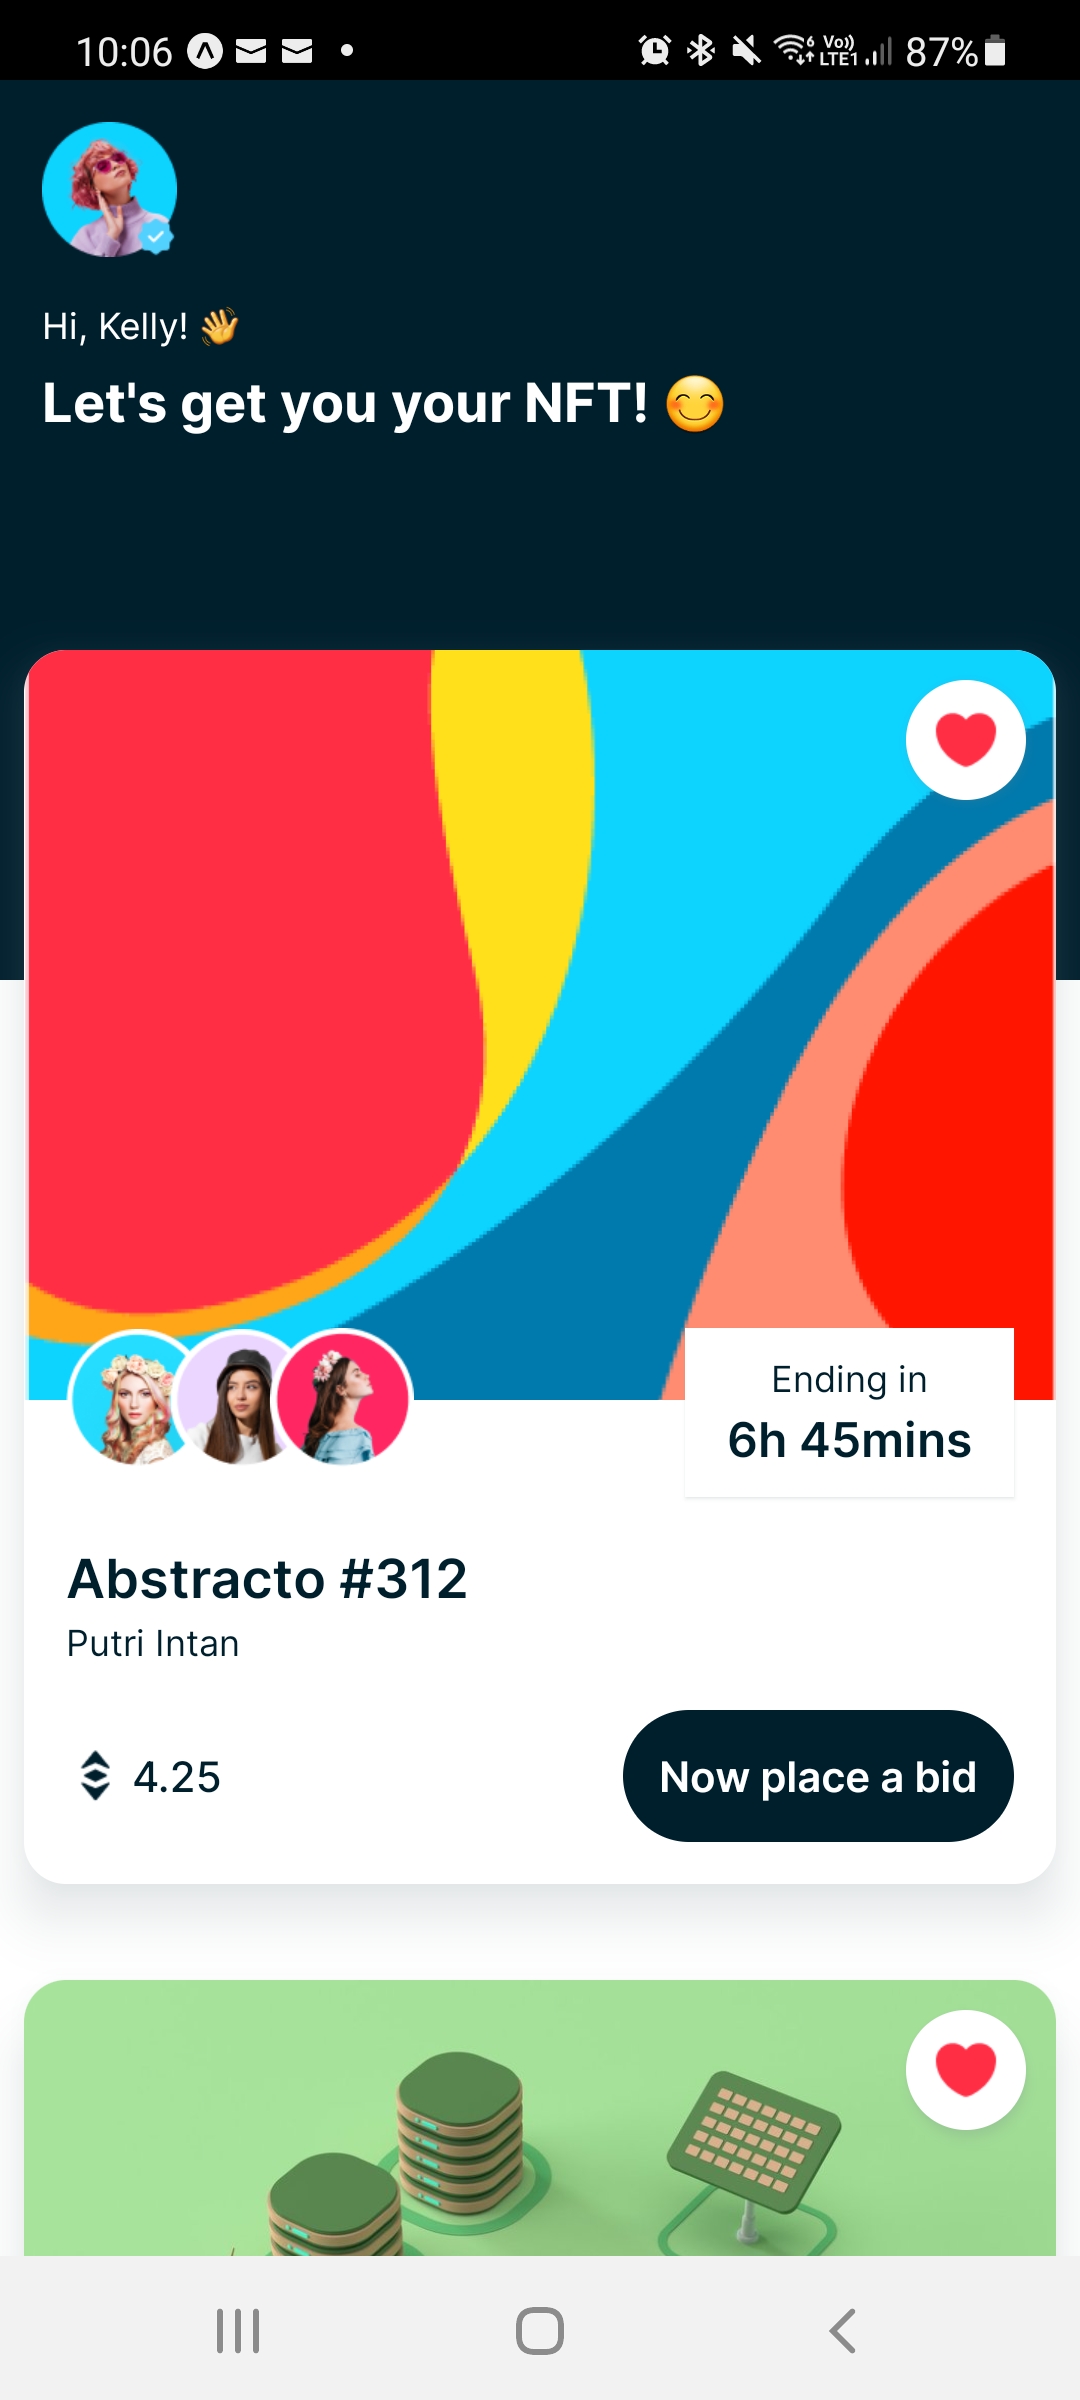 10:06
Vo))
LTE1
6
87%
Hi, Kelly! 👋
Let's get you your NFT! 😊
Ending in
6h 45mins
Abstracto #312
Putri Intan
4.25
Now place a bid